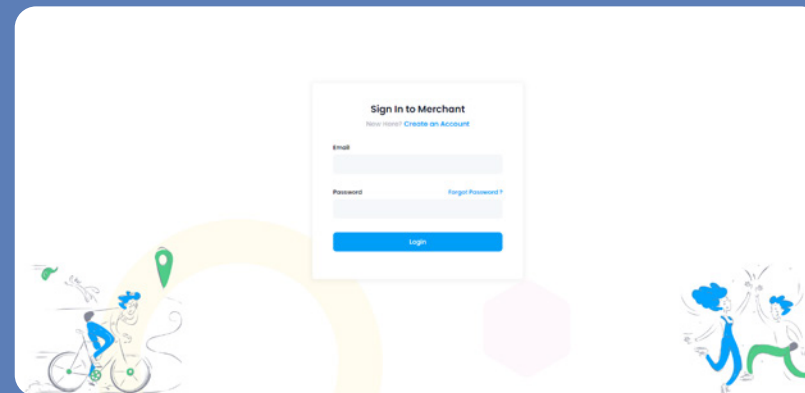 Sign In to Merchant
New Here? Create an Account
Email
Password Forgot Password ?
Login